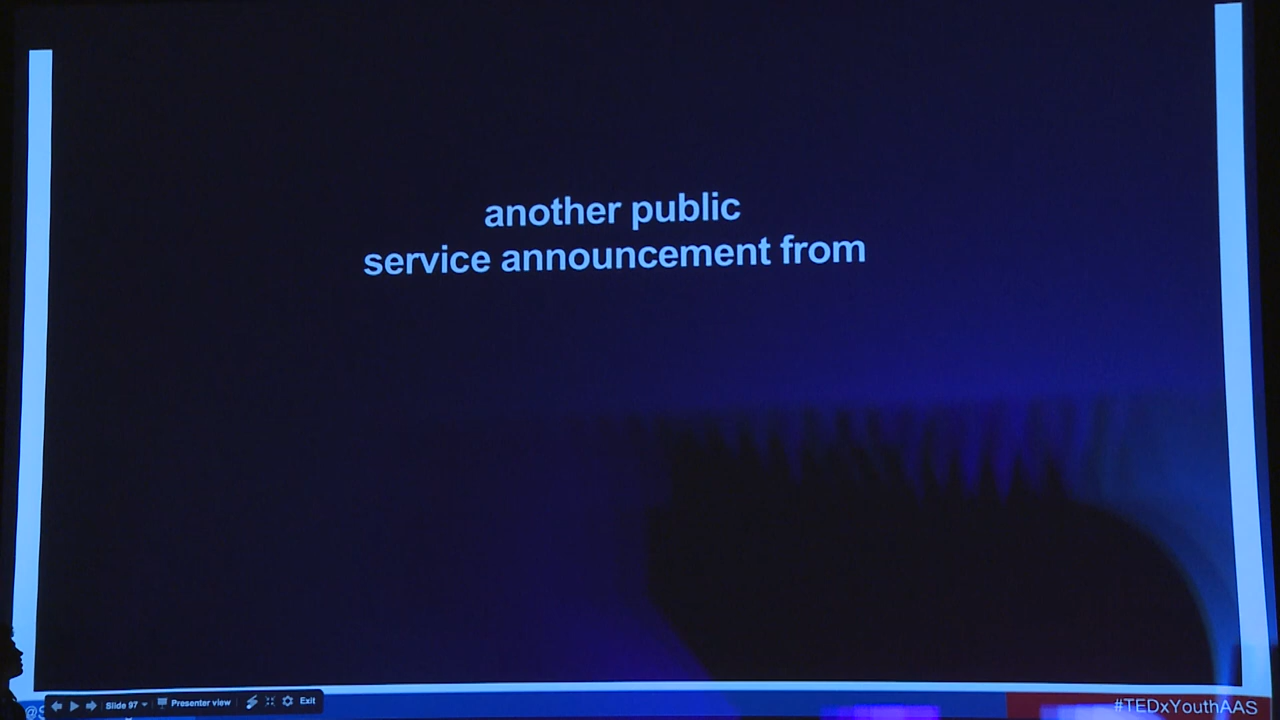 another public
service announcement from
Slide 97
Presenter view
Exit
#TEDxYouthAAS